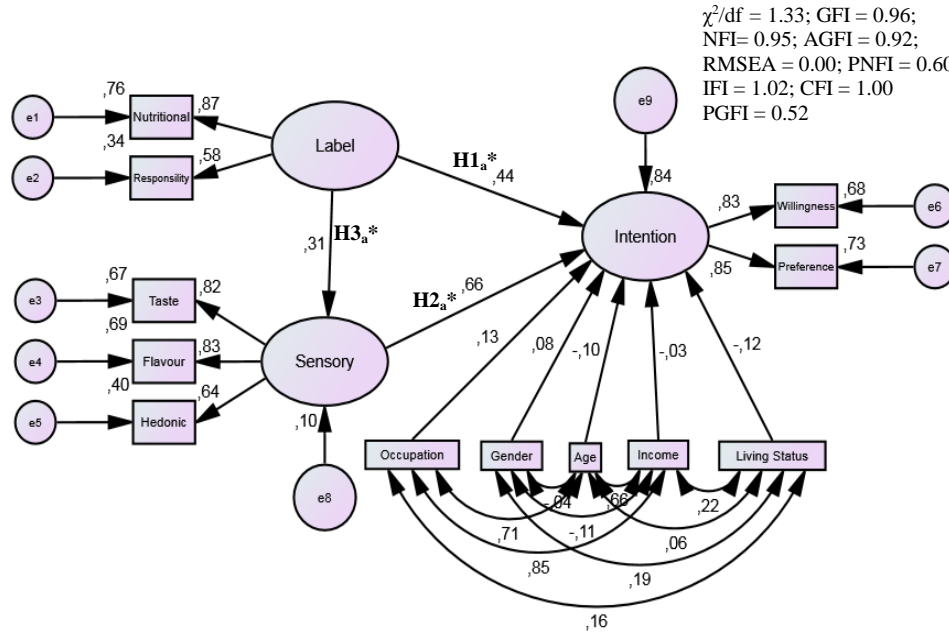 χ²/df = 1.33; GFI = 0.96;
NFI= 0.95; AGFI = 0.92;
RMSEA = 0.00; PNFI = 0.60
IFI = 1.02; CFI = 1.00
PGFI = 0.52
e9
,84
e1
,76
Nutritional
,87
Label
e2
,34
Responsility
,58
H1ₐ*
,44
Intention
,83
Willingness
,68
e6
,85
Preference
,73
e7
,31
H3ₐ*
H2ₐ*
,66
e3
,67
Taste
,82
e4
,69
Flavour
,83
Sensory
e5
,40
Hedonic
,64
,10
e8
,13
,08
-,10
-,03
-,12
Occupation
Gender
Age
Income
Living Status
-,04
,66
,22
,71
-,11
,06
,85
,19
,16